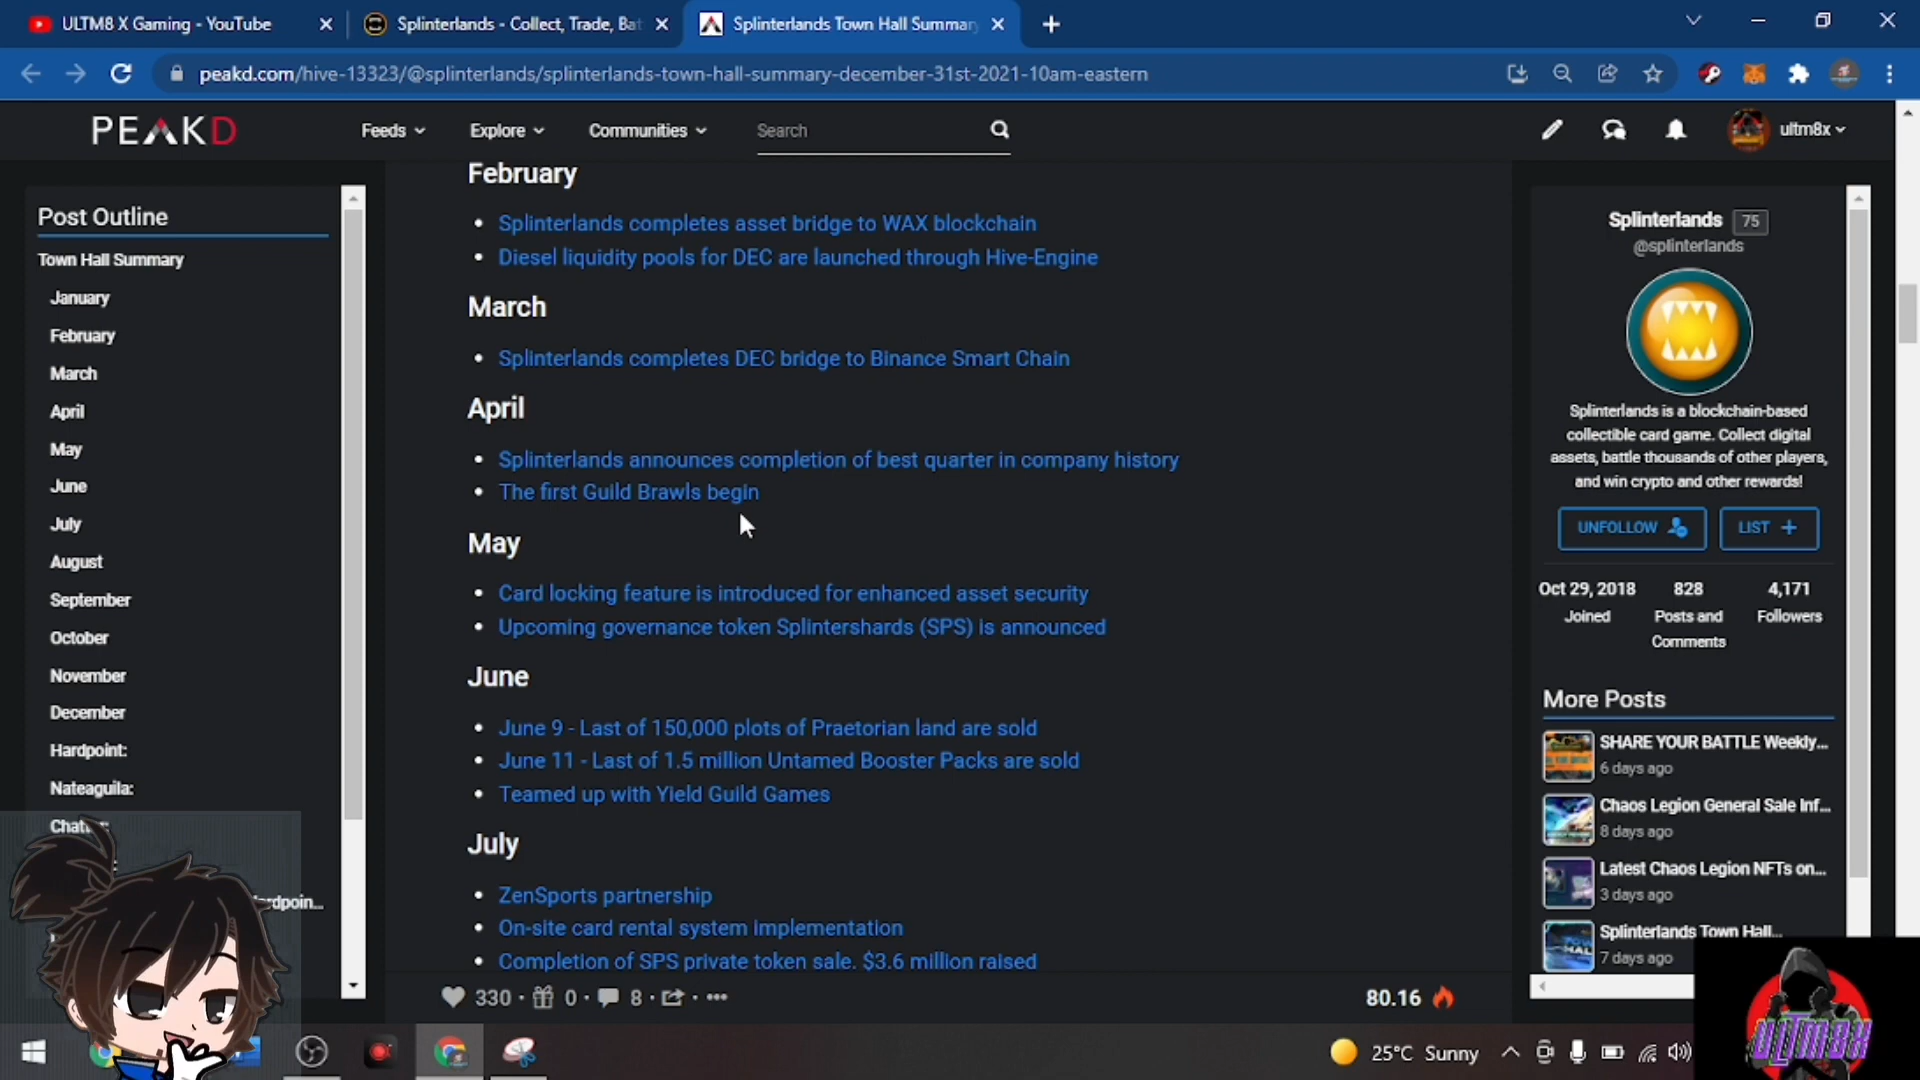 ULTM8 X Gaming - YouTube
Splinterlands - Collect, Trade, Bat
Splinterlands Town Hall Summar
peakd.com/hive-13323/@splinterlands/splinterlands-town-hall-summary-december-31st-2021-10am-eastern
PEAKD
Feeds
Explore
Communities
Search
ultm8x
Post Outline
Town Hall Summary
January
February
March
April
May
June
July
August
September
October
November
December
Hardpoint:
Nateaguila:
February
Splinterlands completes asset bridge to WAX blockchain
Diesel liquidity pools for DEC are launched through Hive-Engine
March
Splinterlands completes DEC bridge to Binance Smart Chain
April
Splinterlands announces completion of best quarter in company history
The first Guild Brawls begin
May
Card locking feature is introduced for enhanced asset security
Upcoming governance token Splintershards (SPS) is announced
June
June 9 - Last of 150,000 plots of Praetorian land are sold
June 11 - Last of 1.5 million Untamed Booster Packs are sold
Teamed up with Yield Guild Games
July
ZenSports partnership
On-site card rental system implementation
Completion of SPS private token sale. $3.6 million raised
330 · 0 · 8 · · •••
80.16
Splinterlands 75
@splinterlands
Splinterlands is a blockchain-based
collectible card game. Collect digital
assets, battle thousands of other players,
and win crypto and other rewards!
UNFOLLOW
LIST +
Oct 29, 2018 828 4,171
Joined Posts and Followers
Comments
More Posts
SHARE YOUR BATTLE Weekly...
6 days ago
Chaos Legion General Sale Inf...
8 days ago
Latest Chaos Legion NFTs on...
3 days ago
Splinterlands Town Hall...
7 days ago
25°C Sunny
ULTM8X